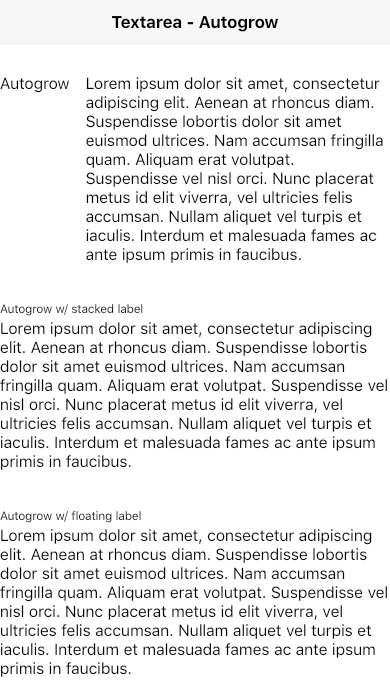 Textarea - Autogrow
Autogrow
Lorem ipsum dolor sit amet, consectetur
adipiscing elit. Aenean at rhoncus diam.
Suspendisse lobortis dolor sit amet
euismod ultrices. Nam accumsan fringilla
quam. Aliquam erat volutpat.
Suspendisse vel nisl orci. Nunc placerat
metus id elit viverra, vel ultricies felis
accumsan. Nullam aliquet vel turpis et
iaculis. Interdum et malesuada fames ac
ante ipsum primis in faucibus.
Autogrow w/ stacked label
Lorem ipsum dolor sit amet, consectetur adipiscing
elit. Aenean at rhoncus diam. Suspendisse lobortis
dolor sit amet euismod ultrices. Nam accumsan
fringilla quam. Aliquam erat volutpat. Suspendisse vel
nisl orci. Nunc placerat metus id elit viverra, vel
ultricies felis accumsan. Nullam aliquet vel turpis et
iaculis. Interdum et malesuada fames ac ante ipsum
primis in faucibus.
Autogrow w/ floating label
Lorem ipsum dolor sit amet, consectetur adipiscing
elit. Aenean at rhoncus diam. Suspendisse lobortis
dolor sit amet euismod ultrices. Nam accumsan
fringilla quam. Aliquam erat volutpat. Suspendisse vel
nisl orci. Nunc placerat metus id elit viverra, vel
ultricies felis accumsan. Nullam aliquet vel turpis et
iaculis. Interdum et malesuada fames ac ante ipsum
primis in faucibus.